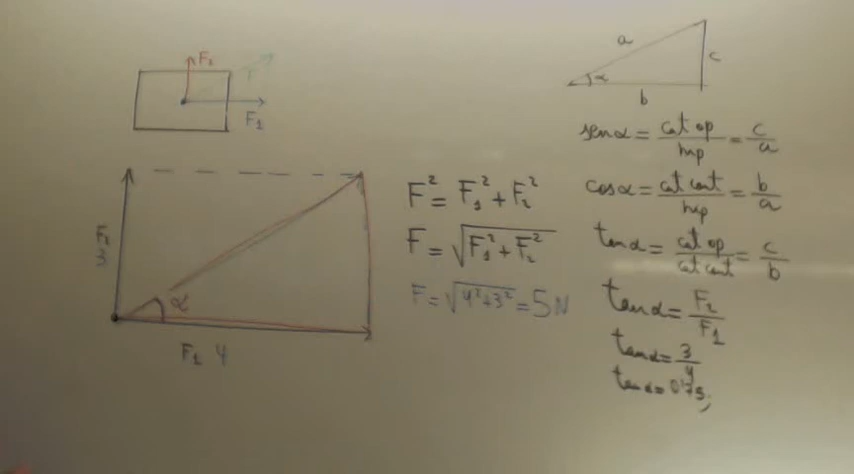 F₂
F
F₁
F₂
3
α
F₁ 4
F² = F₁² + F₂²
F = √F₁² + F₂²
F = √4² + 3² = 5N
a
c
α
b
senα = cat op / hip = c / a
cosα = cat cont / hip = b / a
tanα = cat op / cat cont = c / b
tanα = F₂ / F₁
tanα = 3 / 4
tanα = 0'75;